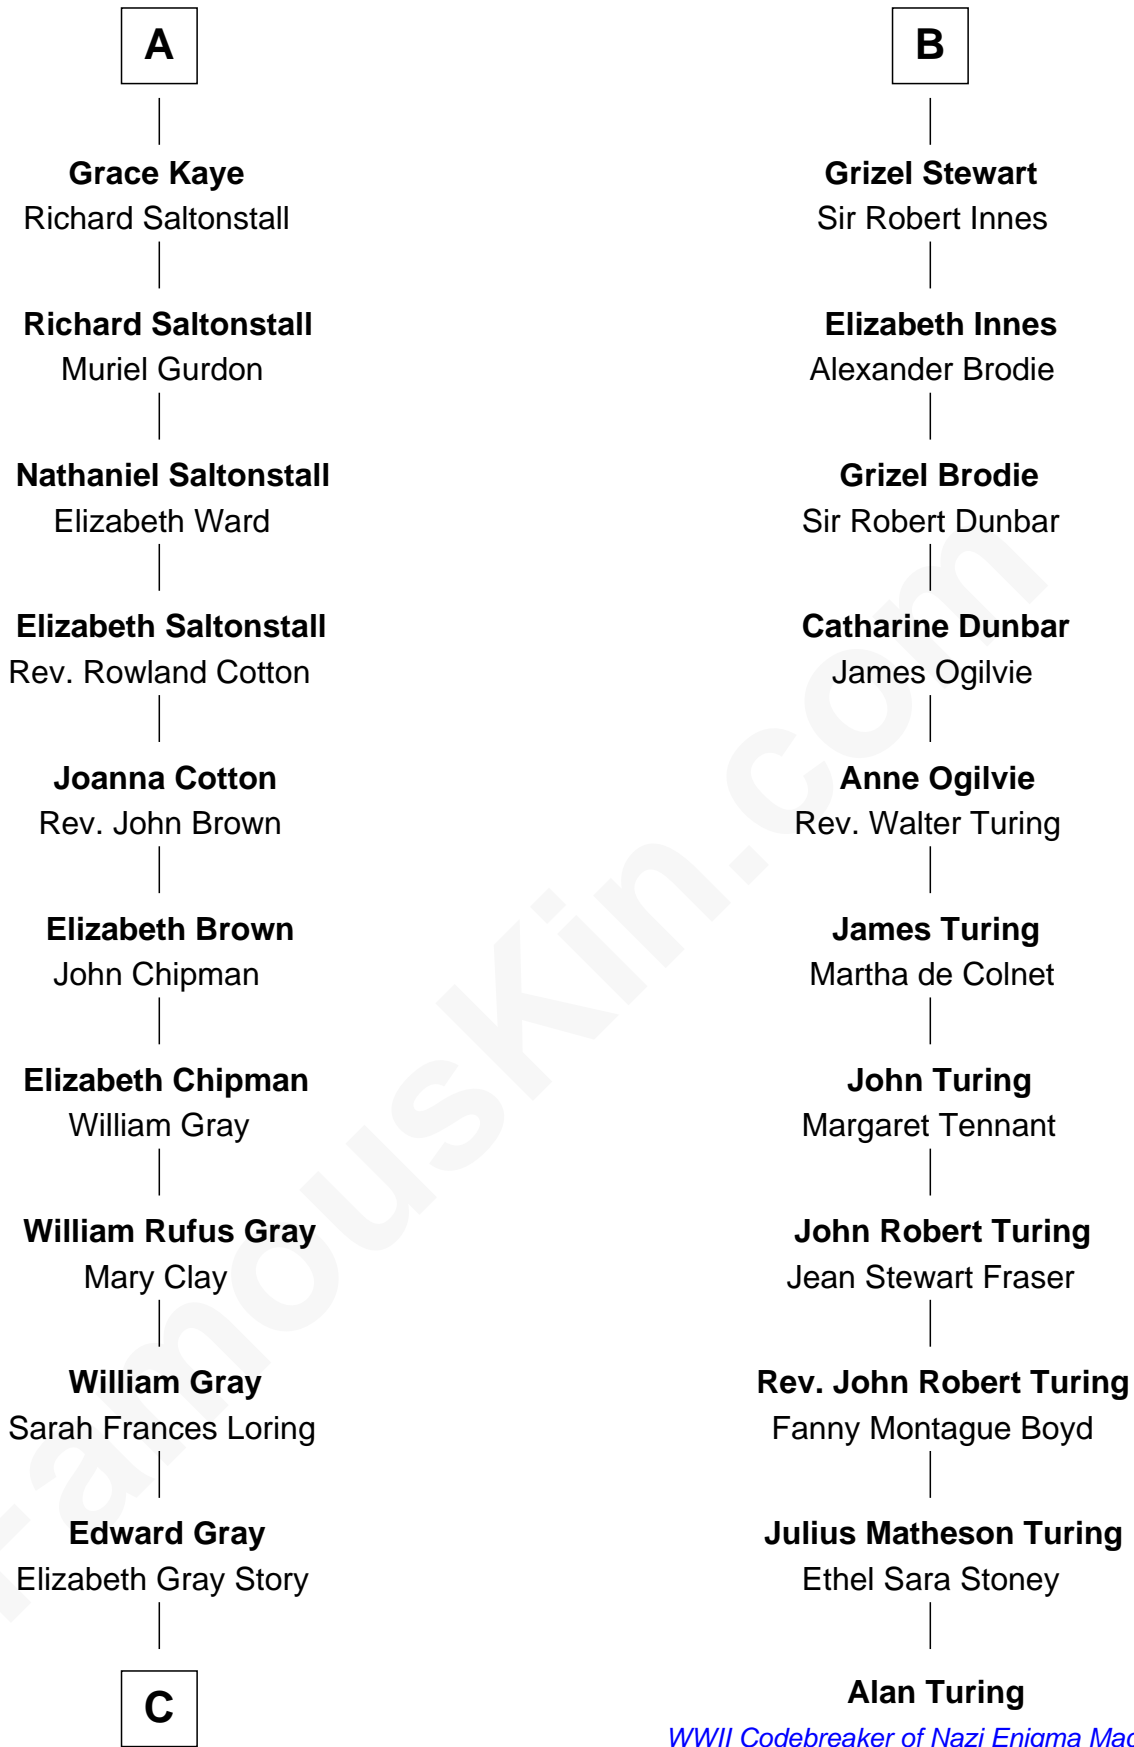 A
Grace Kaye
Richard Saltonstall
Richard Saltonstall
Muriel Gurdon
Nathaniel Saltonstall
Elizabeth Ward
Elizabeth Saltonstall
Rev. Rowland Cotton
Joanna Cotton
Rev. John Brown
Elizabeth Brown
John Chipman
Elizabeth Chipman
William Gray
William Rufus Gray
Mary Clay
William Gray
Sarah Frances Loring
Edward Gray
Elizabeth Gray Story
C
B
Grizel Stewart
Sir Robert Innes
Elizabeth Innes
Alexander Brodie
Grizel Brodie
Sir Robert Dunbar
Catharine Dunbar
James Ogilvie
Anne Ogilvie
Rev. Walter Turing
James Turing
Martha de Colnet
John Turing
Margaret Tennant
John Robert Turing
Jean Stewart Fraser
Rev. John Robert Turing
Fanny Montague Boyd
Julius Matheson Turing
Ethel Sara Stoney
Alan Turing
WWII Codebreaker of Nazi Enigma
FamousKin.com